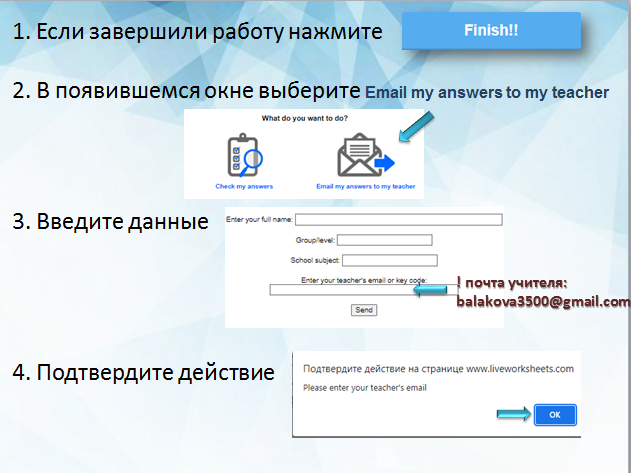 1. Если завершили работу нажмите Finish!!
2. В появившемся окне выберите Email my answers to my teacher
What do you want to do?
Check my answers Email my answers to my teacher
3. Введите данные
Enter your full name:
Group/level:
School subject:
Enter your teacher's email or key code:
! почта учителя:
balakova3500@gmail.com
Send
4. Подтвердите действие
Подтвердите действие на странице www.liveworksheets.com
Please enter your teacher's email
OK